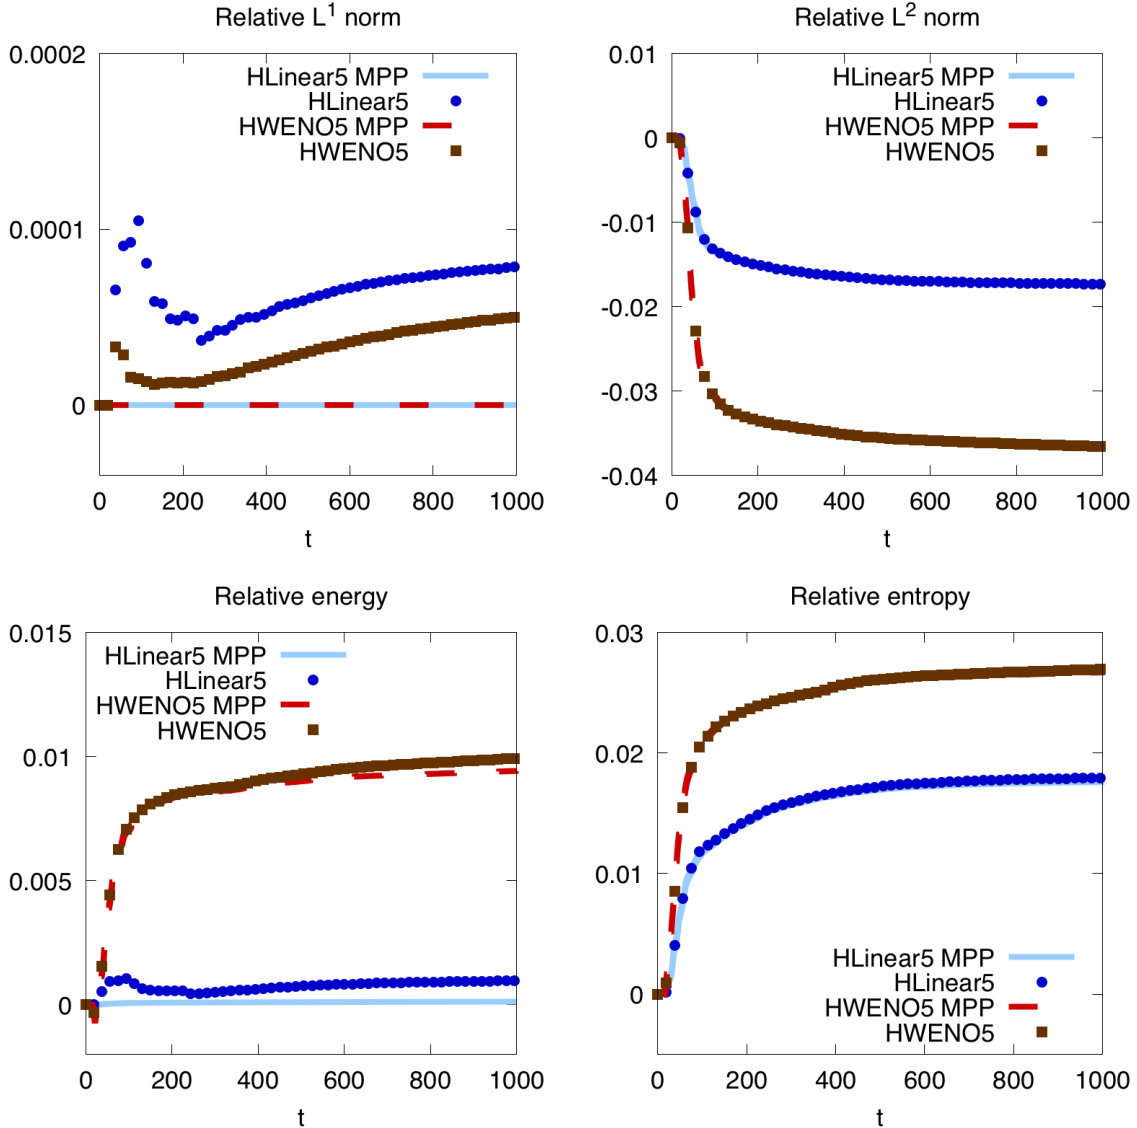 Relative L¹ norm
0.0002
0.0001
0
HLinear5 MPP
HLinear5
HWENO5 MPP
HWENO5
0 200 400 600 800 1000
t
Relative L² norm
0.01
0
-0.01
-0.02
-0.03
-0.04
HLinear5 MPP
HLinear5
HWENO5 MPP
HWENO5
0 200 400 600 800 1000
t
Relative energy
0.015
0.01
0.005
0
HLinear5 MPP
HLinear5
HWENO5 MPP
HWENO5
0 200 400 600 800 1000
t
Relative entropy
0.03
0.02
0.01
0
HLinear5 MPP
HLinear5
HWENO5 MPP
HWENO5
0 200 400 600 800 1000
t